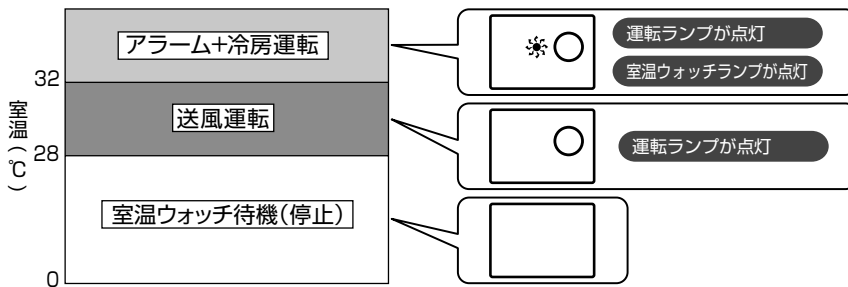 アラーム+冷房運転
運転ランプが点灯
室温ウォッチランプが点灯
32
送風運転
運転ランプが点灯
28
室温(℃)
室温ウォッチ待機(停止)
0